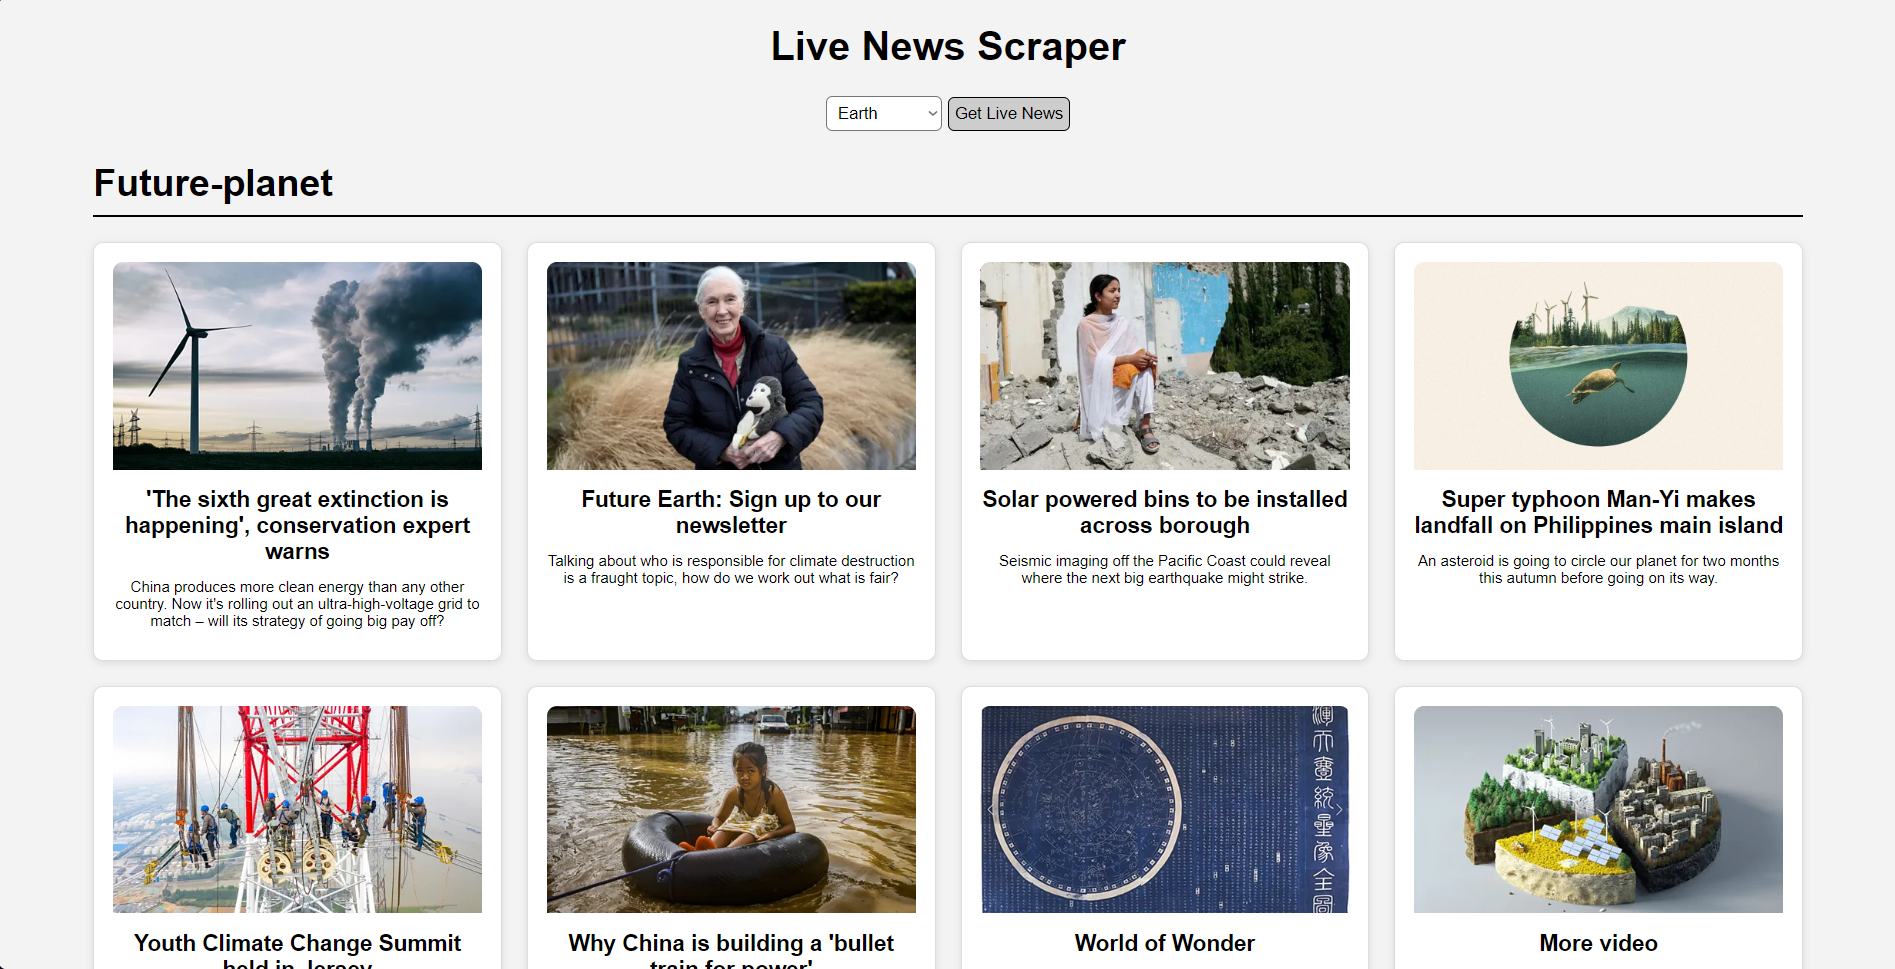 Live News Scraper
Earth
Get Live News
Future-planet
'The sixth great extinction is
happening', conservation expert
warns
China produces more clean energy than any other
country. Now it's rolling out an ultra-high-voltage grid to
match – will its strategy of going big pay off?
Future Earth: Sign up to our
newsletter
Talking about who is responsible for climate destruction
is a fraught topic, how do we work out what is fair?
Solar powered bins to be installed
across borough
Seismic imaging off the Pacific Coast could reveal
where the next big earthquake might strike.
Super typhoon Man-Yi makes
landfall on Philippines main island
An asteroid is going to circle our planet for two months
this autumn before going on its way.
Youth Climate Change Summit
held in Jersey
Why China is building a 'bullet
train for power'
World of Wonder
More video